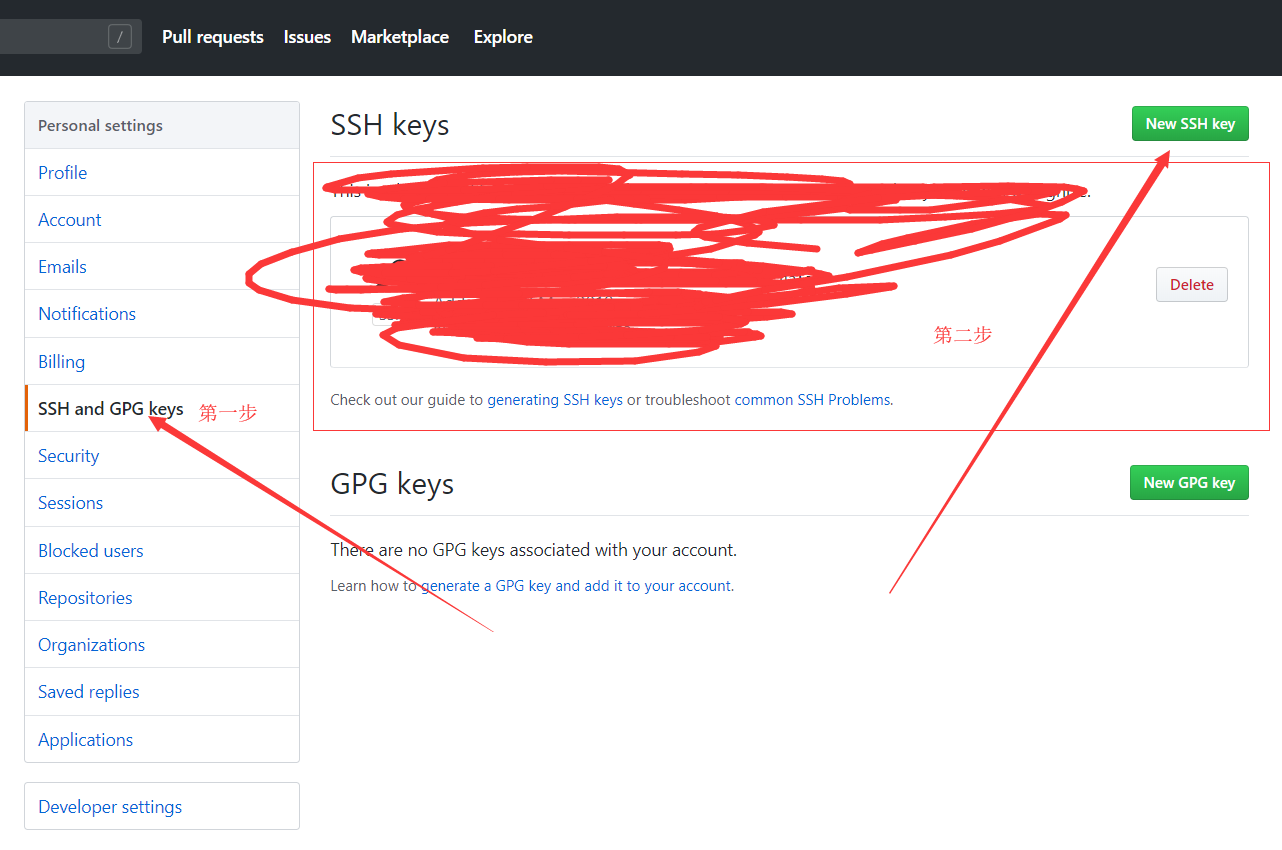 / Pull requests Issues Marketplace Explore
Personal settings
Profile
Account
Emails
Notifications
Billing
SSH and GPG keys 第一步
Security
Sessions
Blocked users
Repositories
Organizations
Saved replies
Applications
Developer settings
SSH keys
New SSH key
Delete
第二步
Check out our guide to generating SSH keys or troubleshoot common SSH Problems.
GPG keys
New GPG key
There are no GPG keys associated with your account.
Learn how to generate a GPG key and add it to your account.